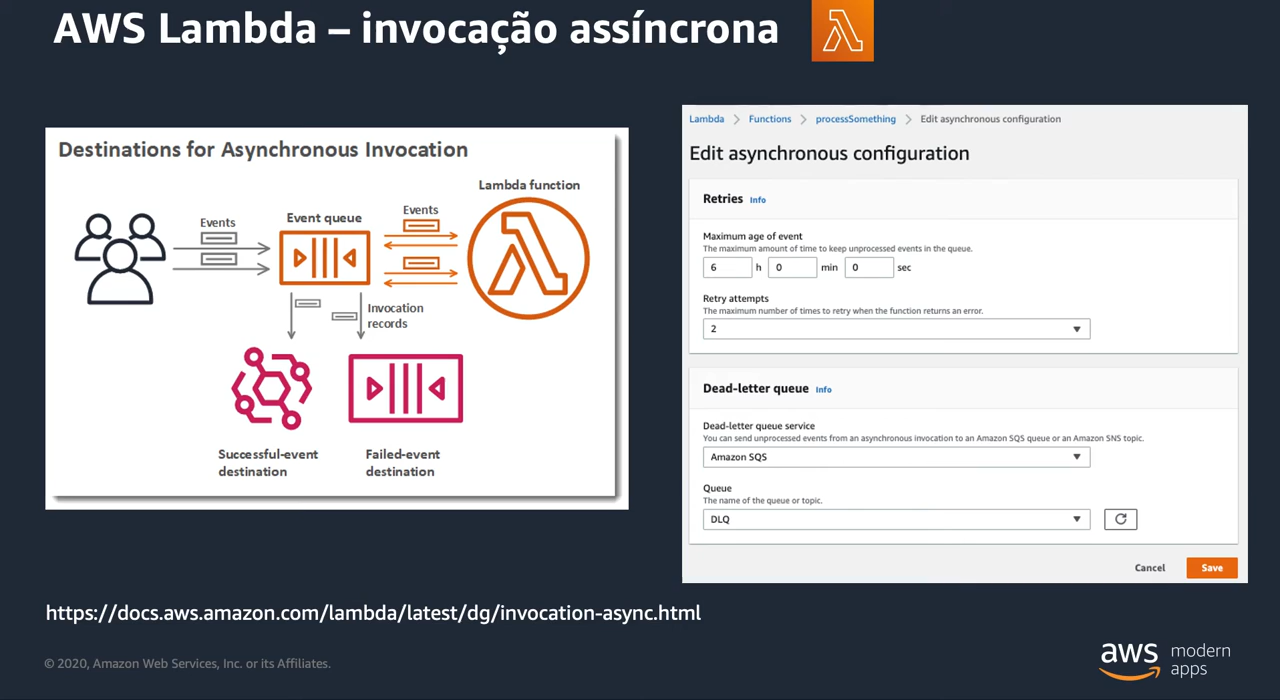 AWS Lambda – invocação assíncrona
Destinations for Asynchronous Invocation
Lambda function
Events
Event queue
Events
Invocation
records
Successful-event
destination
Failed-event
destination
Lambda > Functions > processSomething > Edit asynchronous configuration
Edit asynchronous configuration
Retries Info
Maximum age of event
The maximum amount of time to keep unprocessed events in the queue.
6 h 0 min 0 sec
Retry attempts
The maximum number of times to retry when the function returns an error.
2
Dead-letter queue Info
Dead-letter queue service
You can send unprocessed events from an asynchronous invocation to an Amazon SQS queue or an Amazon SNS topic.
Amazon SQS
Queue
The name of the queue or topic.
DLQ
Cancel Save
https://docs.aws.amazon.com/lambda/latest/dg/invocation-async.html
© 2020, Amazon Web Services, Inc. or its Affiliates.
aws modern
apps